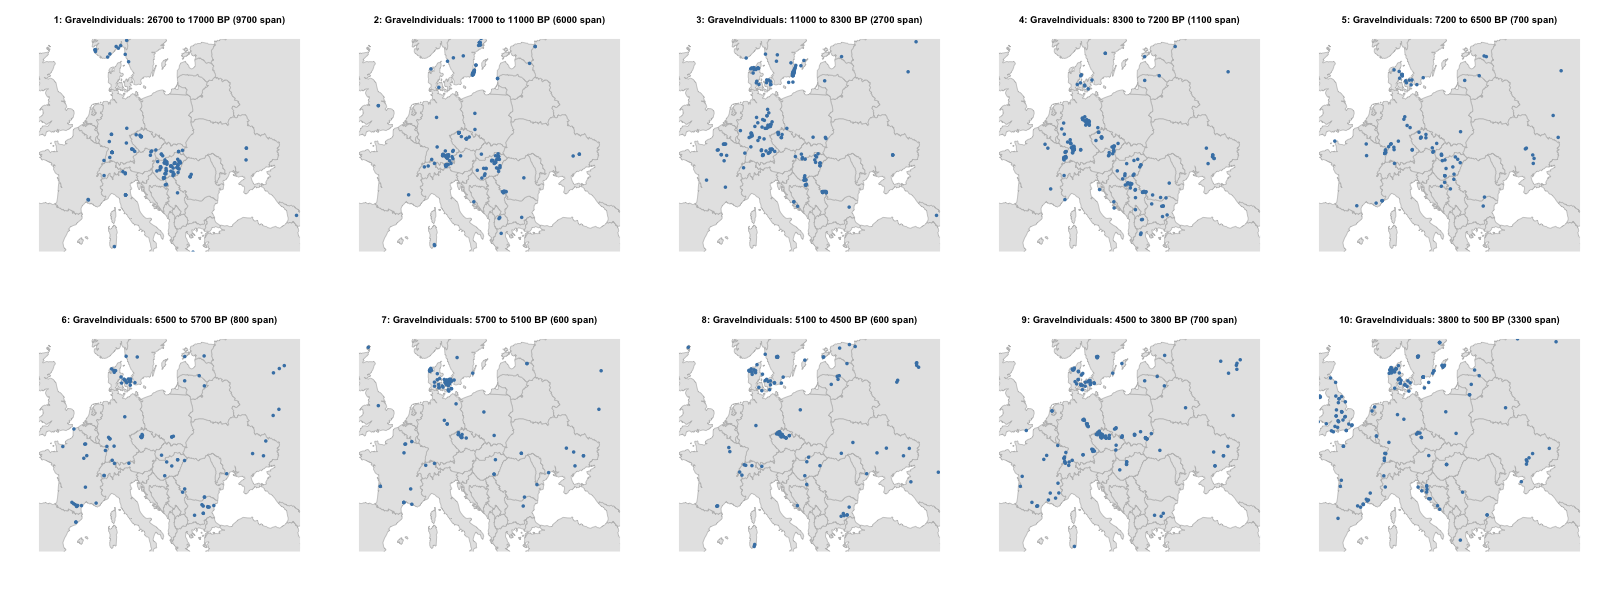 1: GraveIndividuals: 26700 to 17000 BP (9700 span)
2: GraveIndividuals: 17000 to 11000 BP (6000 span)
3: GraveIndividuals: 11000 to 8300 BP (2700 span)
4: GraveIndividuals: 8300 to 7200 BP (1100 span)
5: GraveIndividuals: 7200 to 6500 BP (700 span)
6: GraveIndividuals: 6500 to 5700 BP (800 span)
7: GraveIndividuals: 5700 to 5100 BP (600 span)
8: GraveIndividuals: 5100 to 4500 BP (600 span)
9: GraveIndividuals: 4500 to 3800 BP (700 span)
10: GraveIndividuals: 3800 to 500 BP (3300 span)